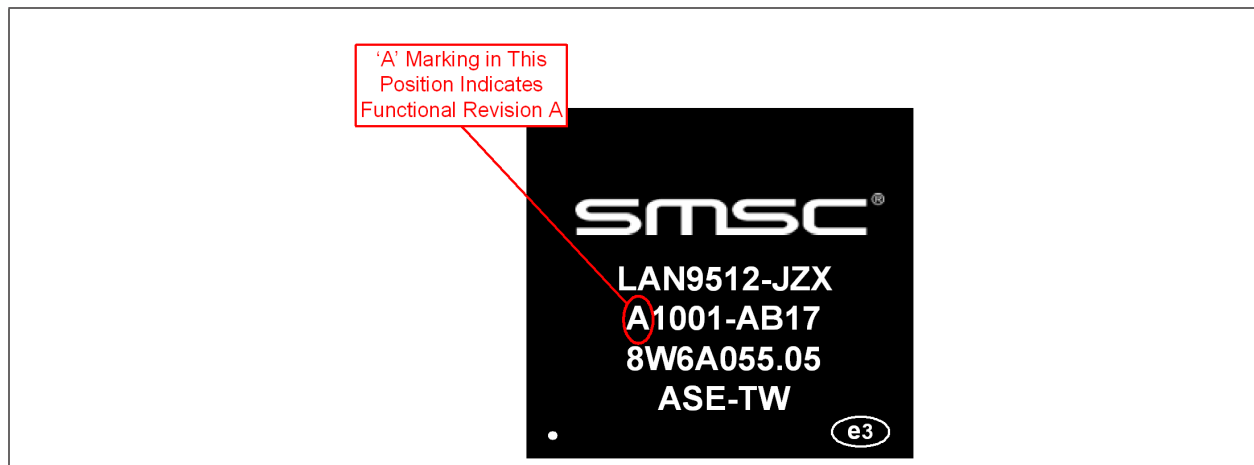 ‘A’ Marking in This
Position Indicates
Functional Revision A
SMSC®
LAN9512-JZX
A1001-AB17
8W6A055.05
ASE-TW
e3